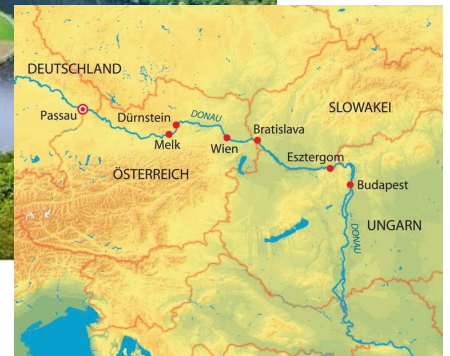 DEUTSCHLAND
SLOWAKEI
Passau
Dürnstein
DONAU
Bratislava
Melk
Wien
Esztergom
ÖSTERREICH
Budapest
UNGARN
DONAU